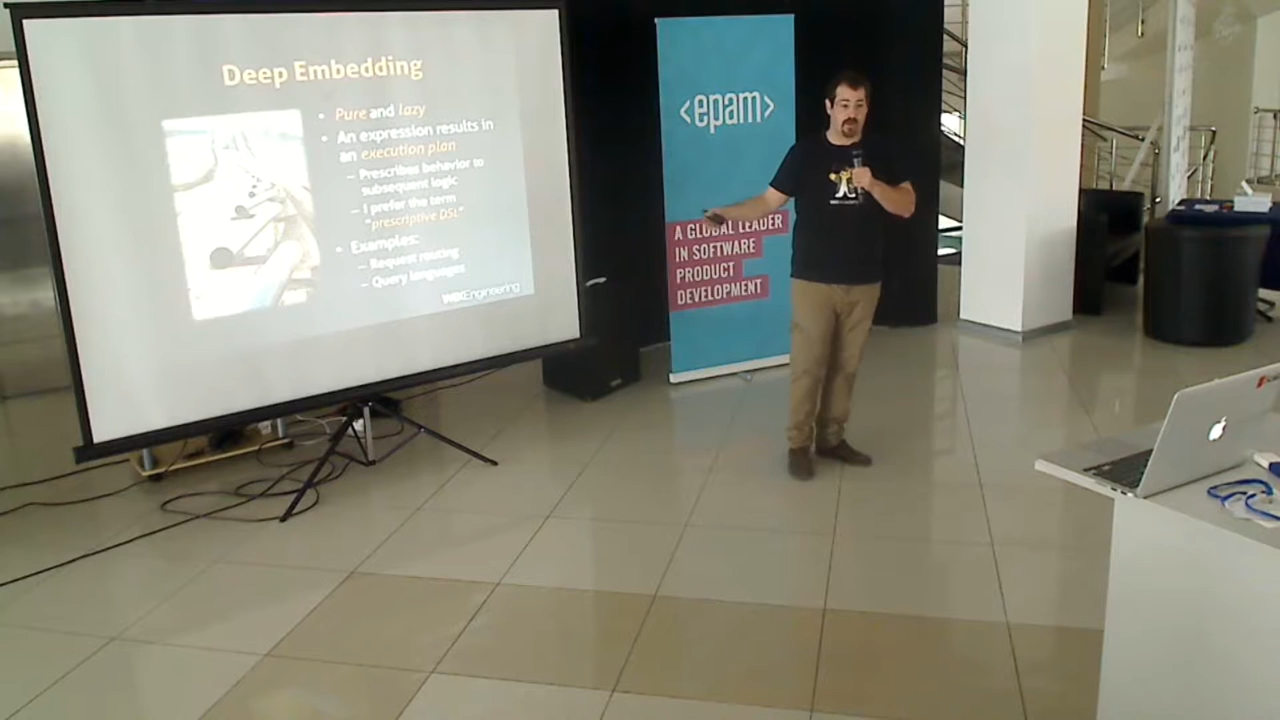 Deep Embedding
• Pure and lazy
• An expression results in
an execution plan
– Prescribes behavior to
subsequent logic
– I prefer the term
"prescriptive DSL"
• Examples:
– Request routing
– Query languages
WIXEngineering
<epam>
A GLOBAL LEADER
IN SOFTWARE
PRODUCT
DEVELOPMENT